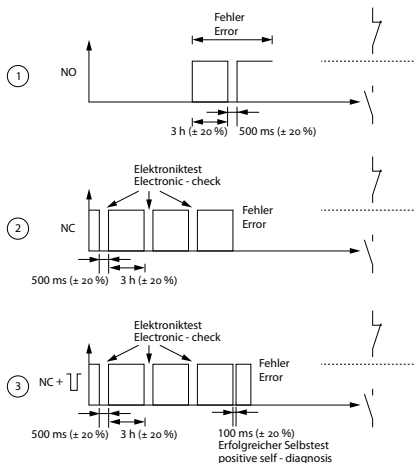 Fehler
Error
1
NO
3 h (± 20 %)
500 ms (± 20 %)
Elektroniktest
Electronic - check
2
NC
Fehler
Error
500 ms (± 20 %)
3 h (± 20 %)
Elektroniktest
Electronic - check
3
NC +
Fehler
Error
500 ms (± 20 %)
3 h (± 20 %)
100 ms (± 20 %)
Erfolgreicher Selbstest
positive self - diagnosis